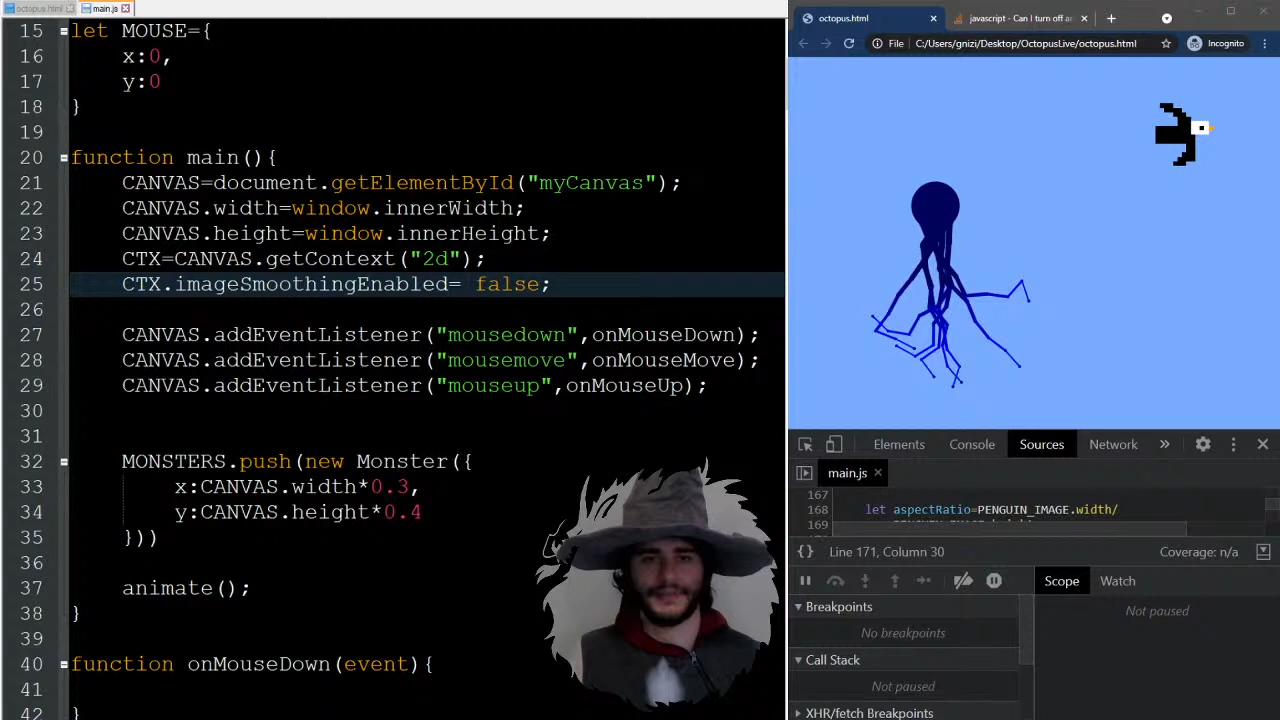 octopus.html
main.js
15 let MOUSE={
16 x:0,
17 y:0
18 }
19
20 function main(){
21 CANVAS=document.getElementById("myCanvas");
22 CANVAS.width=window.innerWidth;
23 CANVAS.height=window.innerHeight;
24 CTX=CANVAS.getContext("2d");
25 CTX.imageSmoothingEnabled= false;
26
27 CANVAS.addEventListener("mousedown",onMouseDown);
28 CANVAS.addEventListener("mousemove",onMouseMove);
29 CANVAS.addEventListener("mouseup",onMouseUp);
30
31
32 MONSTERS.push(new Monster({
33 x:CANVAS.width*0.3,
34 y:CANVAS.height*0.4
35 }))
36
37 animate();
38 }
39
40 function onMouseDown(event){
41
42 }
octopus.html
javascript - Can I turn off a
File C:/Users/gnizi/Desktop/OctopusLive/octopus.html Incognito
Elements Console Sources Network
main.js
167
168 let aspectRatio=PENGUIN_IMAGE.width/
169
{} Line 171, Column 30 Coverage: n/a
Scope Watch
Breakpoints
No breakpoints
Not paused
Call Stack
Not paused
XHR/fetch Breakpoints